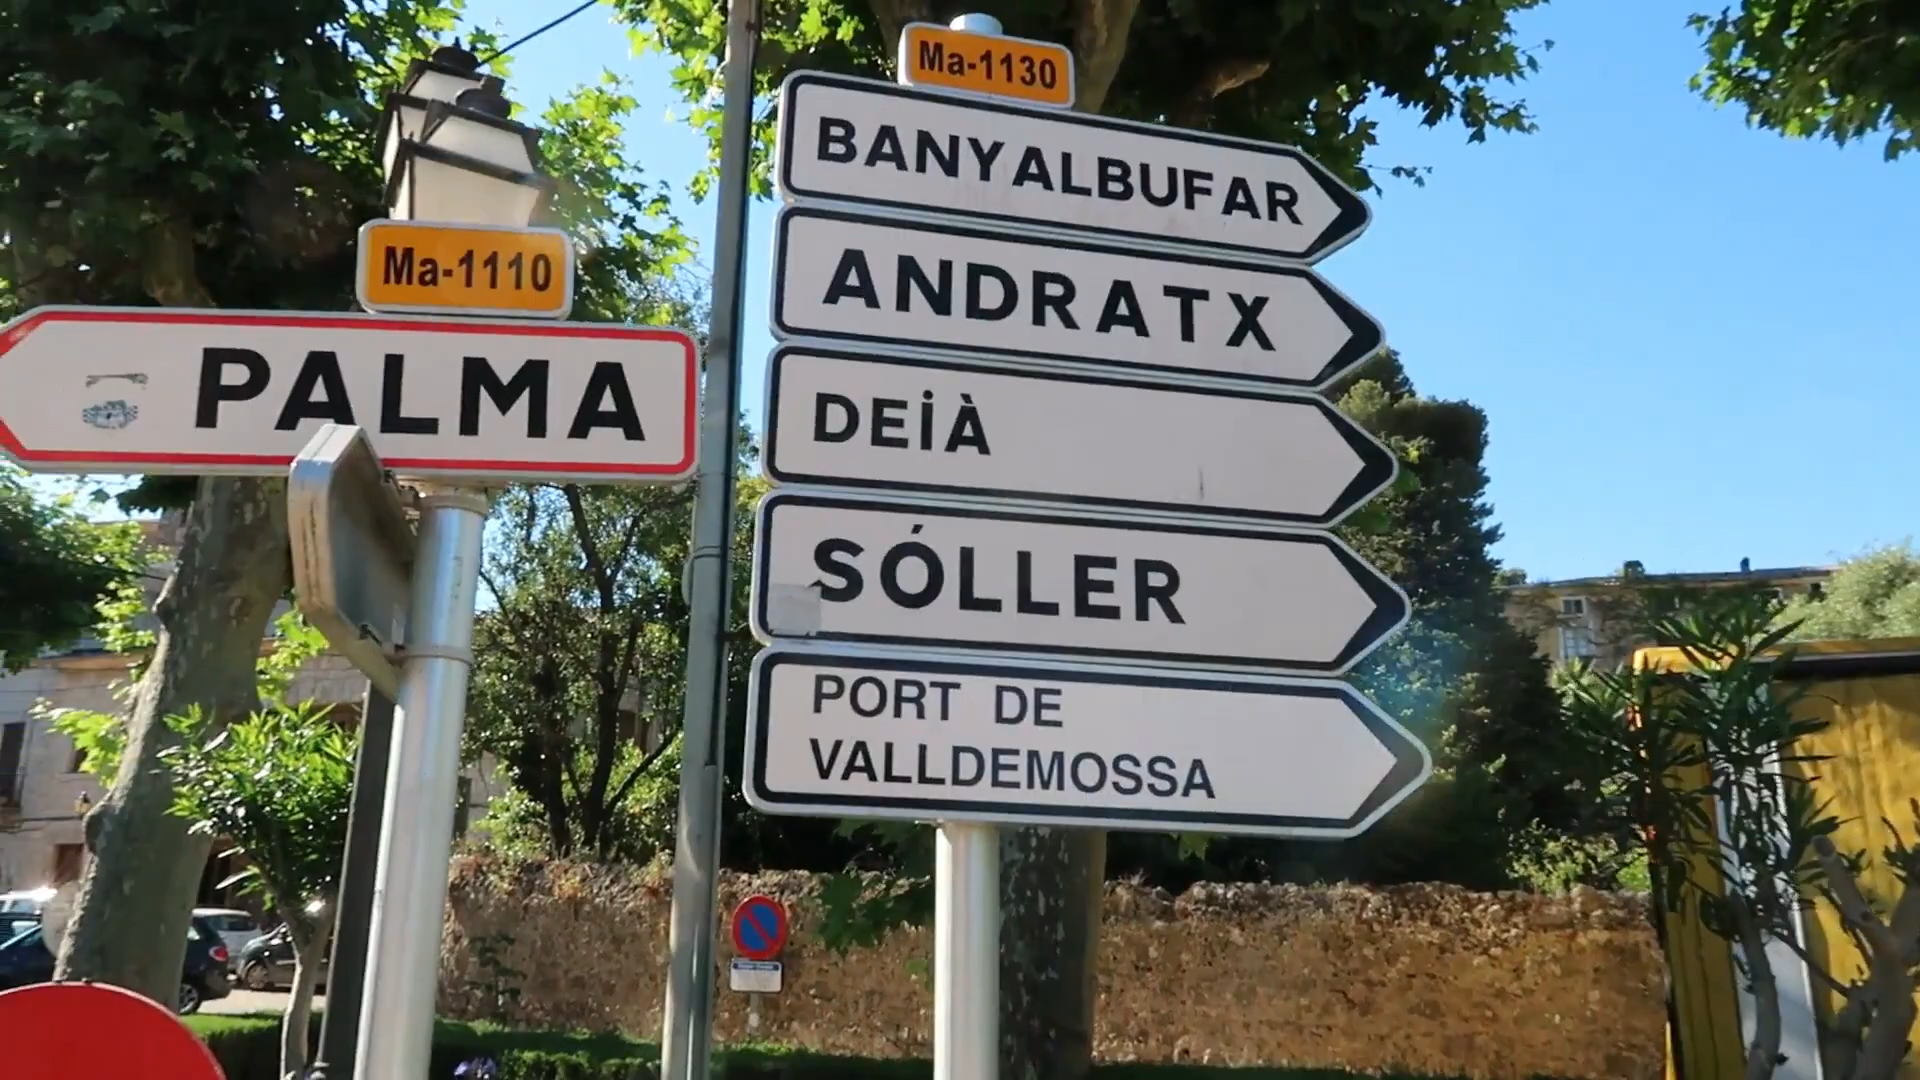 Ma-1110
PALMA
Ma-1130
BANYALBUFAR
ANDRATX
DEIÀ
SÓLLER
PORT DE
VALLDEMOSSA